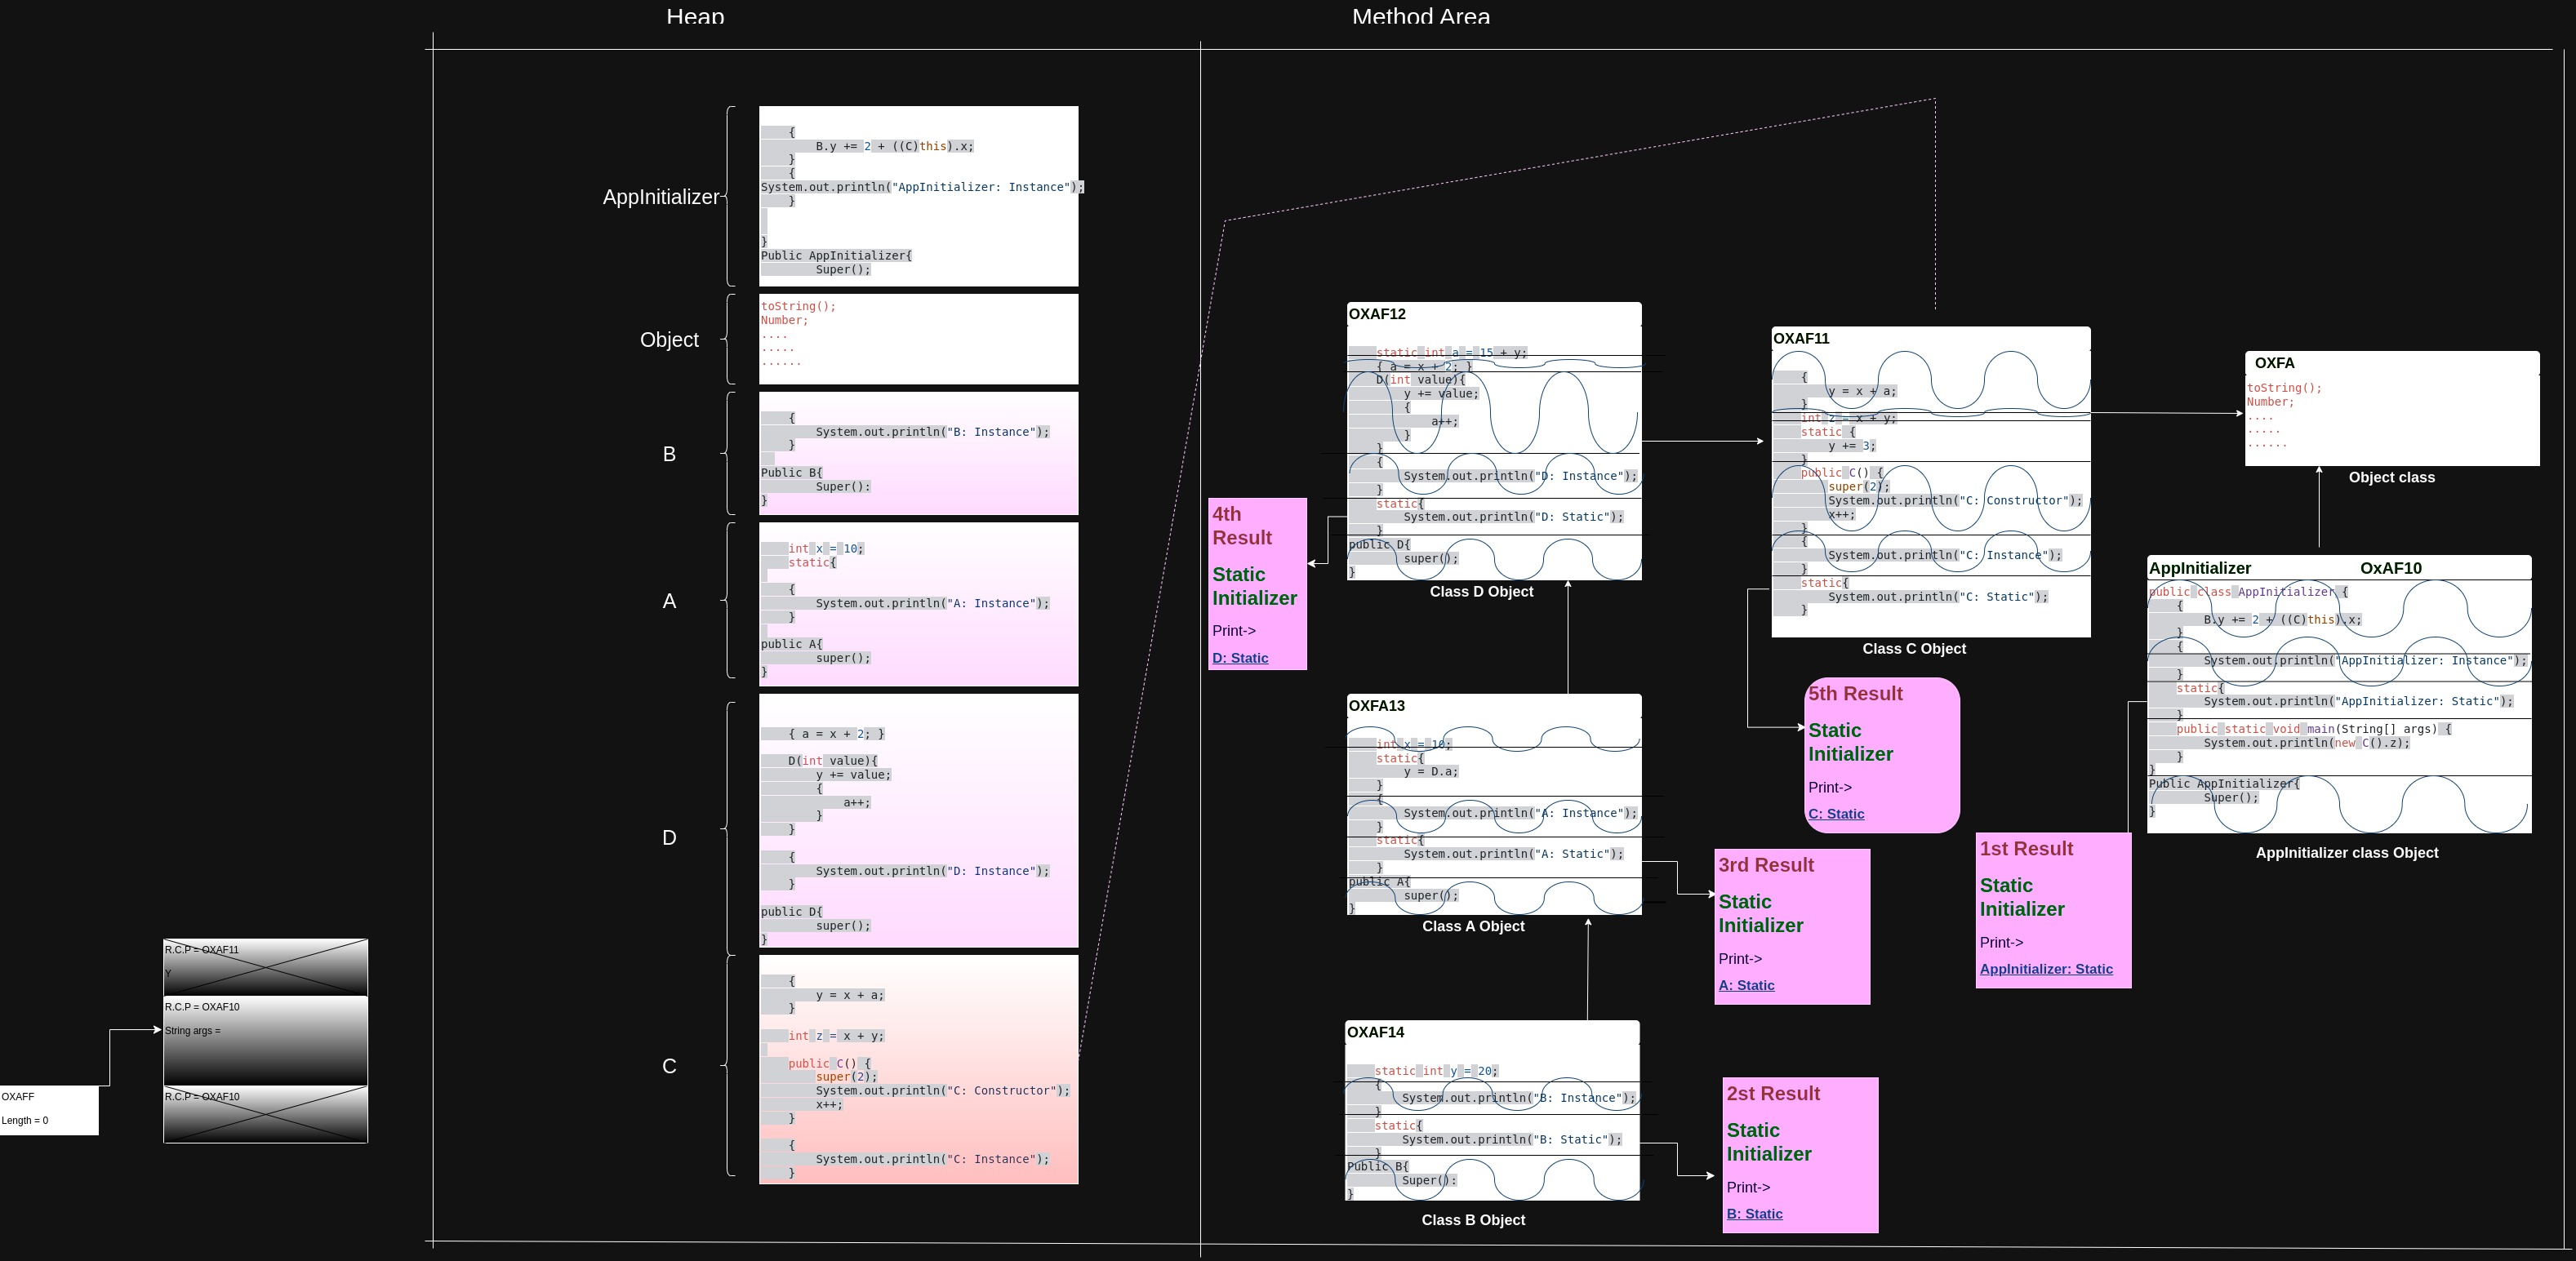 Heap
Method Area
AppInitializer
{
B.y += 2 + ((C)this).x;
}
{
System.out.println("AppInitializer: Instance");
}
}
Public AppInitializer{
Super();
Object
toString();
Number;
....
.....
......
B
{
System.out.println("B: Instance");
}
Public B{
Super():
}
A
int x = 10;
static{
{
System.out.println("A: Instance");
}
public A{
super();
}
D
{ a = x + 2; }
D(int value){
y += value;
{
a++;
}
}
{
System.out.println("D: Instance");
}
public D{
super();
}
C
{
y = x + a;
}
int z = x + y;
public C() {
super(2);
System.out.println("C: Constructor");
x++;
}
{
System.out.println("C: Instance");
}
R.C.P = OXAF11
Y
R.C.P = OXAF10
String args =
R.C.P = OXAF10
OXAFF
Length = 0
OXAF12
static int a = 15 + y;
{ a = x + 2; }
D(int value){
y += value;
{
a++;
}
}
{
System.out.println("D: Instance");
}
static{
System.out.println("D: Static");
}
public D{
super();
}
Class D Object
4th
Result
Static
Initializer
Print->
D: Static
OXAF11
{
y = x + a;
}
int z = x + y;
static {
y += 3;
}
public C() {
super(2);
System.out.println("C: Constructor");
x++;
}
{
System.out.println("C: Instance");
}
static{
System.out.println("C: Static");
}
Class C Object
5th Result
Static
Initializer
Print->
C: Static
OXFA
toString();
Number;
....
.....
......
Object class
AppInitializer OxAF10
public class AppInitializer {
{
B.y += 2 + ((C)this).x;
}
{
System.out.println("AppInitializer: Instance");
}
static{
System.out.println("AppInitializer: Static");
}
public static void main(String[] args) {
System.out.println(new C().z);
}
}
Public AppInitializer{
Super();
}
AppInitializer class Object
1st Result
Static
Initializer
Print->
AppInitializer: Static
OXFA13
int x = 10;
static{
y = D.a;
}
{
System.out.println("A: Instance");
}
static{
System.out.println("A: Static");
}
public A{
super();
}
Class A Object
3rd Result
Static
Initializer
Print->
A: Static
OXAF14
static int y = 20;
{
System.out.println("B: Instance");
}
static{
System.out.println("B: Static");
}
Public B{
Super():
}
Class B Object
2st Result
Static
Initializer
Print->
B: Static